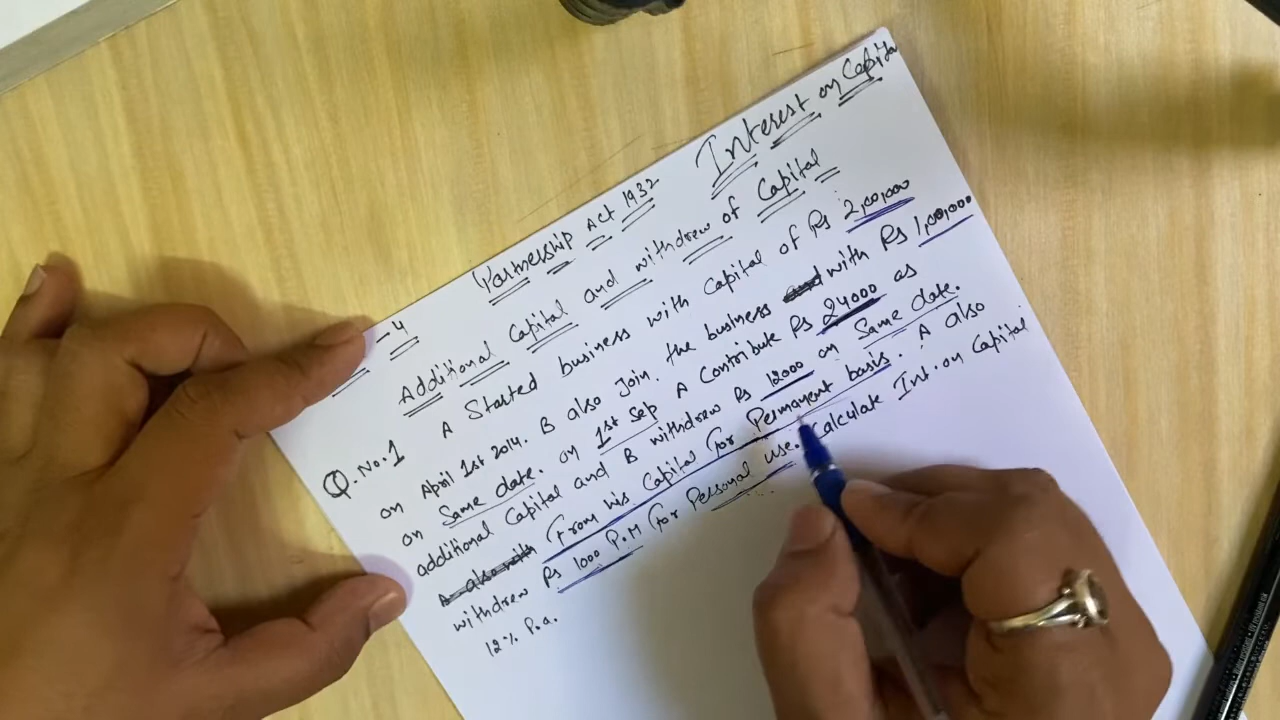 Partnership Act 1932
Interest on Capita
-4
Additional Capital and withdrew of Capital
Q.No.1 A Started business with Capital of Rs 2,00,000
on April 1st 2014. B also Join the business with Rs 1,00,000
on Same date. on 1st Sep A Contribute Rs 24000 as
additional Capital and B withdrew Rs 12000 on Same date.
From his Capital for Permanent basis. A also
withdrew Rs 1000 P.M for Personal use. Calculate Int. on Capital
12% P.a.